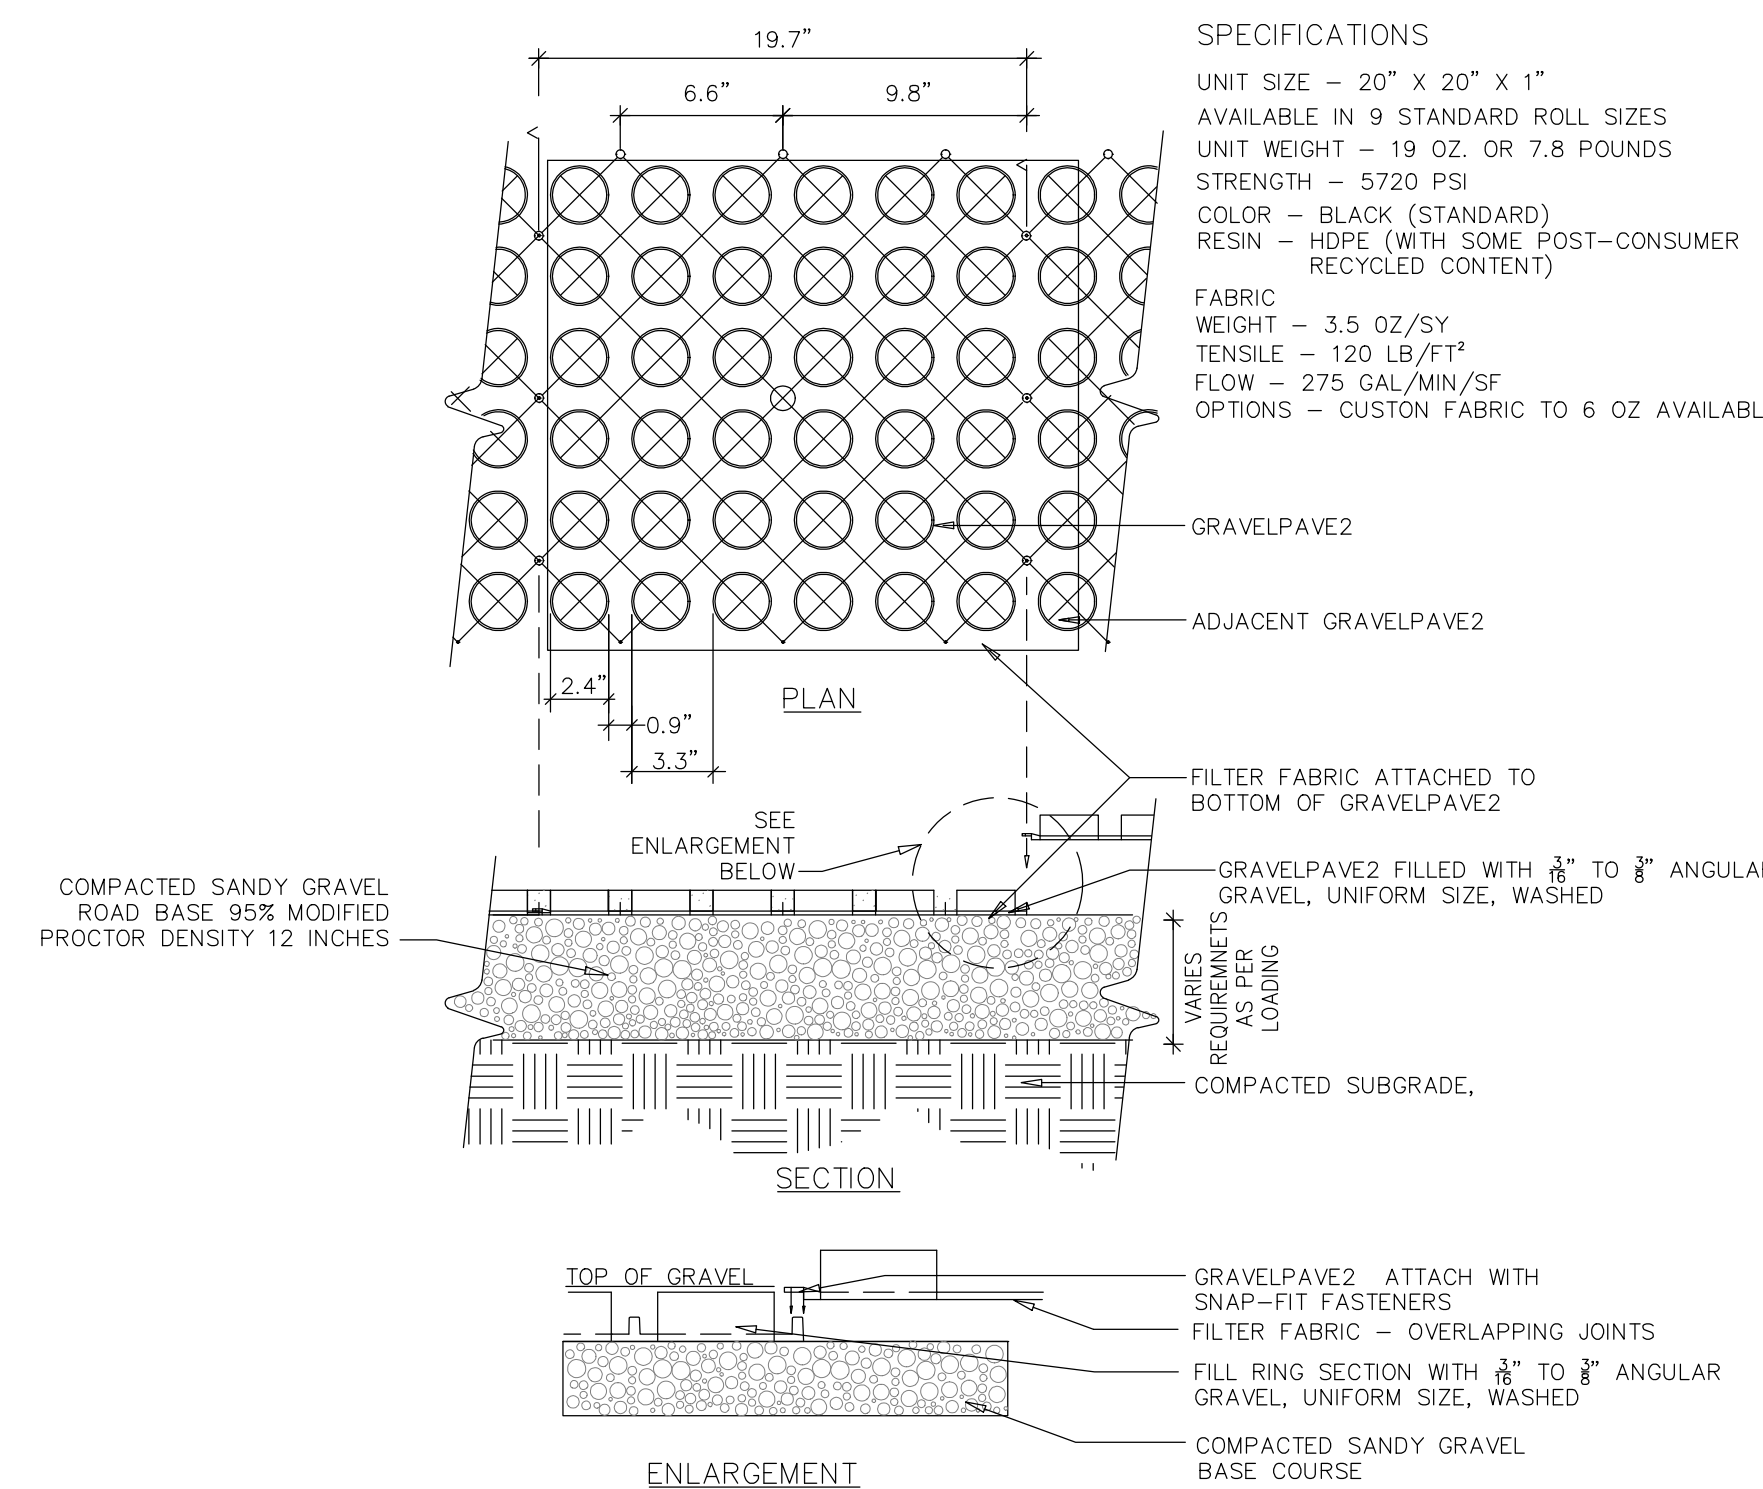 19.7”
6.6”
9.8”
SPECIFICATIONS
UNIT SIZE – 20” X 20” X 1”
AVAILABLE IN 9 STANDARD ROLL SIZES
UNIT WEIGHT – 19 OZ. OR 7.8 POUNDS
STRENGTH – 5720 PSI
COLOR – BLACK (STANDARD)
RESIN – HDPE (WITH SOME POST–CONSUMER
RECYCLED CONTENT)
FABRIC
WEIGHT – 3.5 OZ/SY
TENSILE – 120 LB/FT²
FLOW – 275 GAL/MIN/SF
OPTIONS – CUSTON FABRIC TO 6 OZ AVAILABL
GRAVELPAVE2
ADJACENT GRAVELPAVE2
2.4”
0.9”
3.3”
PLAN
FILTER FABRIC ATTACHED TO
BOTTOM OF GRAVELPAVE2
SEE
ENLARGEMENT
BELOW
GRAVELPAVE2 FILLED WITH 3/16” TO 3/8” ANGULAR
GRAVEL, UNIFORM SIZE, WASHED
COMPACTED SANDY GRAVEL
ROAD BASE 95% MODIFIED
PROCTOR DENSITY 12 INCHES
VARIES
REQUIREMNETS
AS PER
LOADING
COMPACTED SUBGRADE,
SECTION
TOP OF GRAVEL
GRAVELPAVE2 ATTACH WITH
SNAP–FIT FASTENERS
FILTER FABRIC – OVERLAPPING JOINTS
FILL RING SECTION WITH 3/16” TO 3/8” ANGULAR
GRAVEL, UNIFORM SIZE, WASHED
COMPACTED SANDY GRAVEL
BASE COURSE
ENLARGEMENT